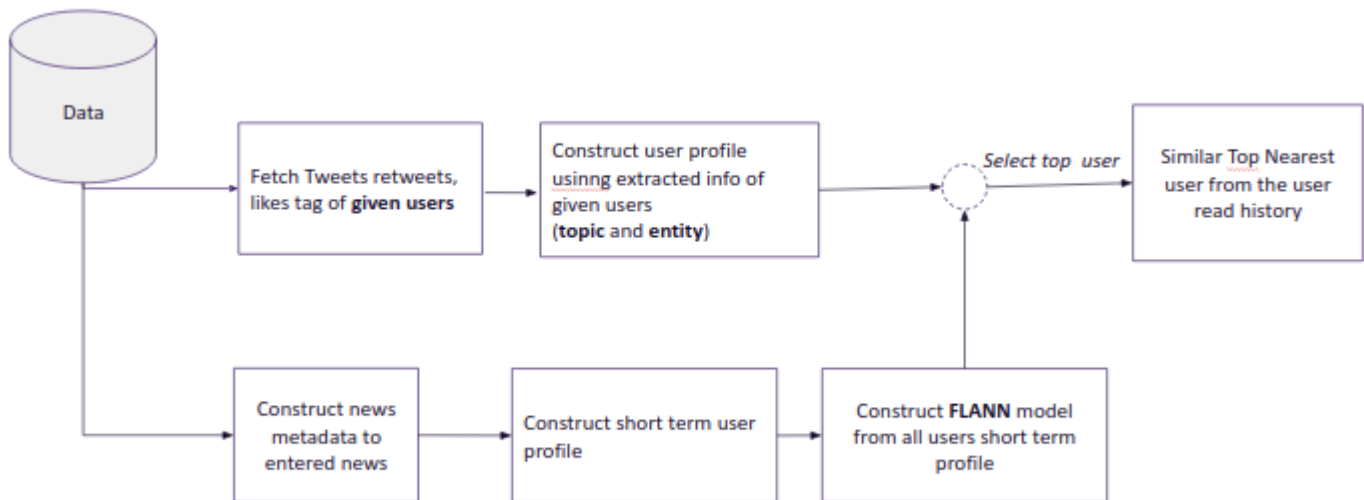 Data
Fetch Tweets retweets,
likes tag of given users
Construct user profile
usinng extracted info of
given users
(topic and entity)
Select top user
Similar Top Nearest
user from the user
read history
Construct news
metadata to
entered news
Construct short term user
profile
Construct FLANN model
from all users short term
profile